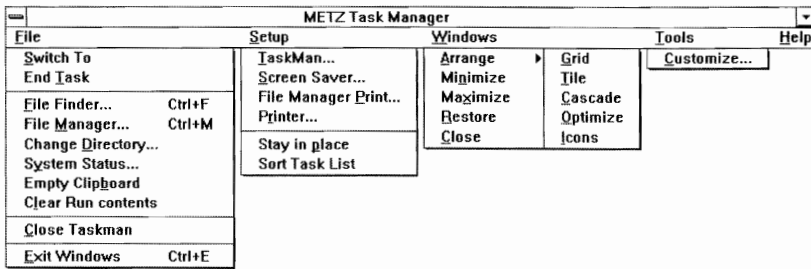 METZ Task Manager
File Setup Windows Tools Help
Switch To
End Task
File Finder... Ctrl+F
File Manager... Ctrl+M
Change Directory...
System Status...
Empty Clipboard
Clear Run contents
Close Taskman
Exit Windows Ctrl+E
TaskMan...
Screen Saver...
File Manager Print...
Printer...
Stay in place
Sort Task List
Arrange
Minimize
Maximize
Restore
Close
Grid
Tile
Cascade
Optimize
Icons
Customize...